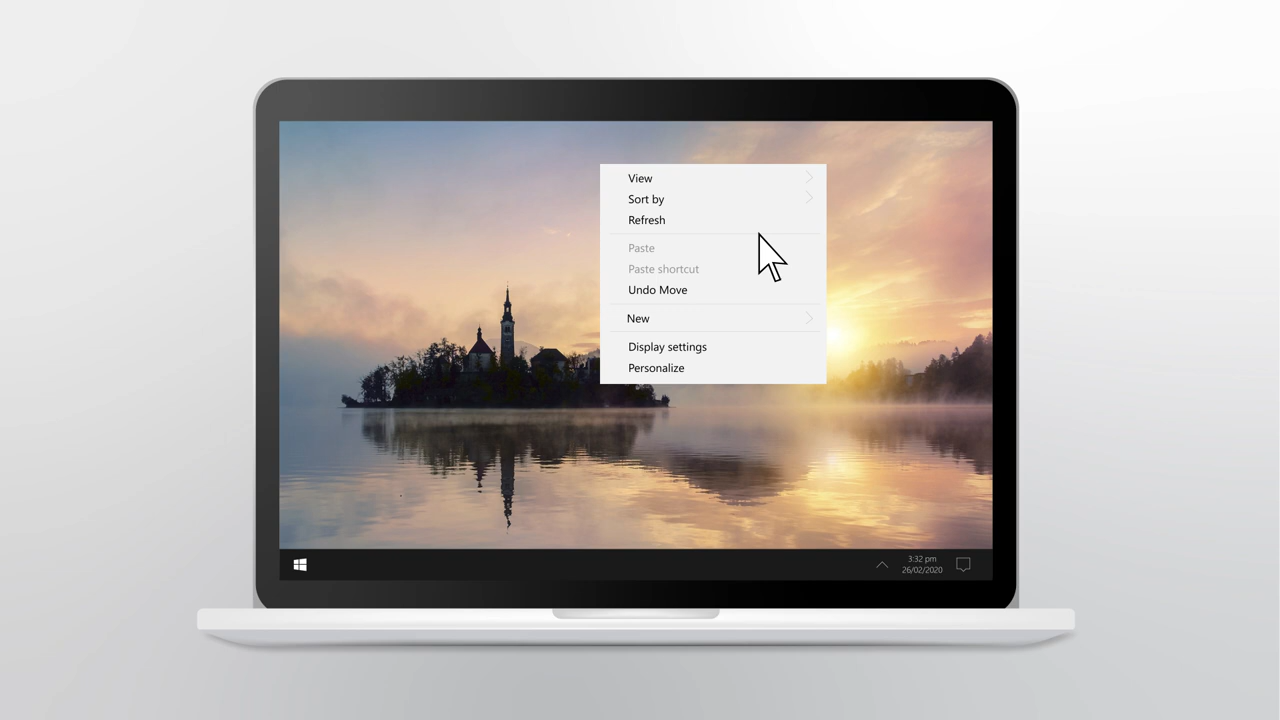 View
Sort by
Refresh
Paste
Paste shortcut
Undo Move
New
Display settings
Personalize
3:32 pm
26/02/2020